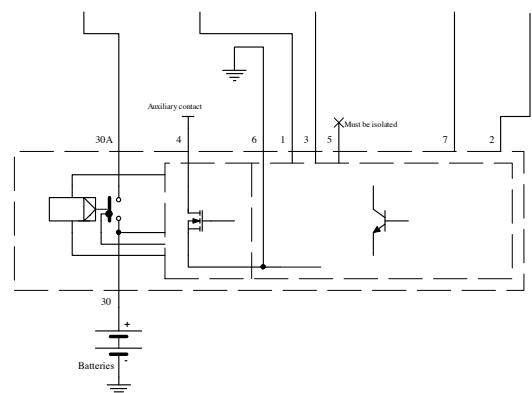 Auxiliary contact
Must be isolated
30A 4 6 1 3 5 7 2
30
+
-
Batteries